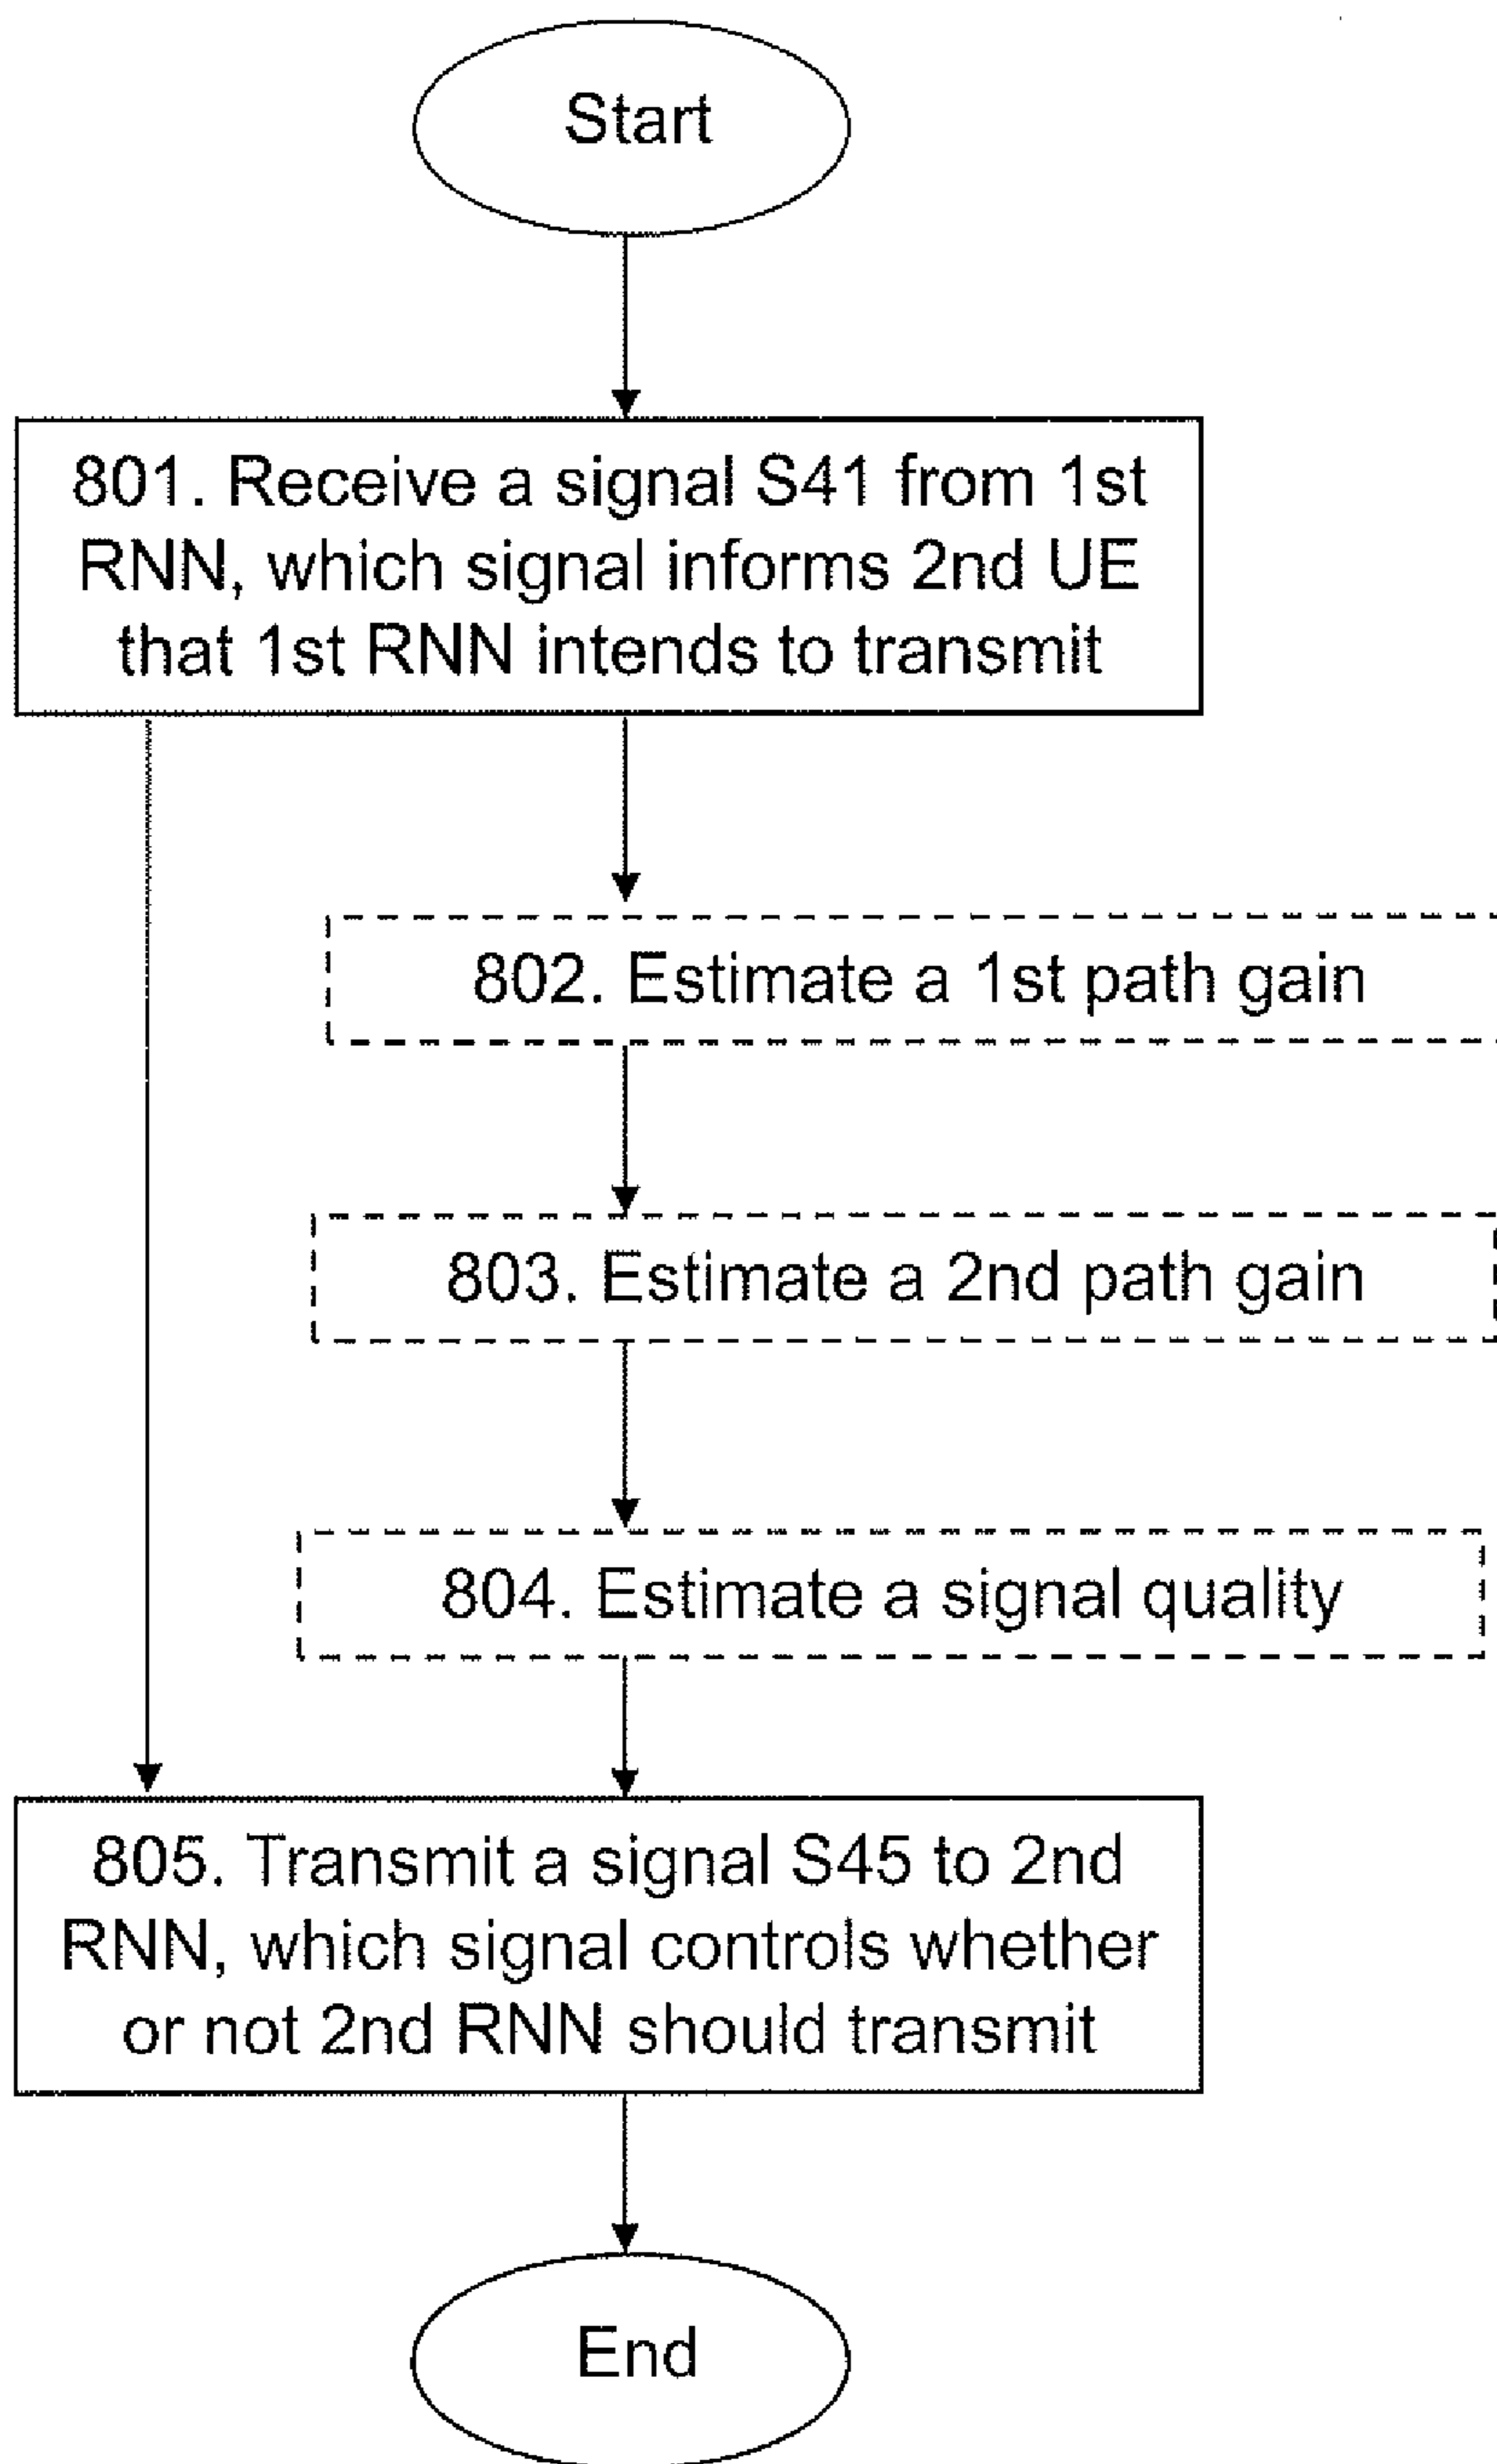 Start
801. Receive a signal S41 from 1st
RNN, which signal informs 2nd UE
that 1st RNN intends to transmit
802. Estimate a 1st path gain
803. Estimate a 2nd path gain
804. Estimate a signal quality
805. Transmit a signal S45 to 2nd
RNN, which signal controls whether
or not 2nd RNN should transmit
End